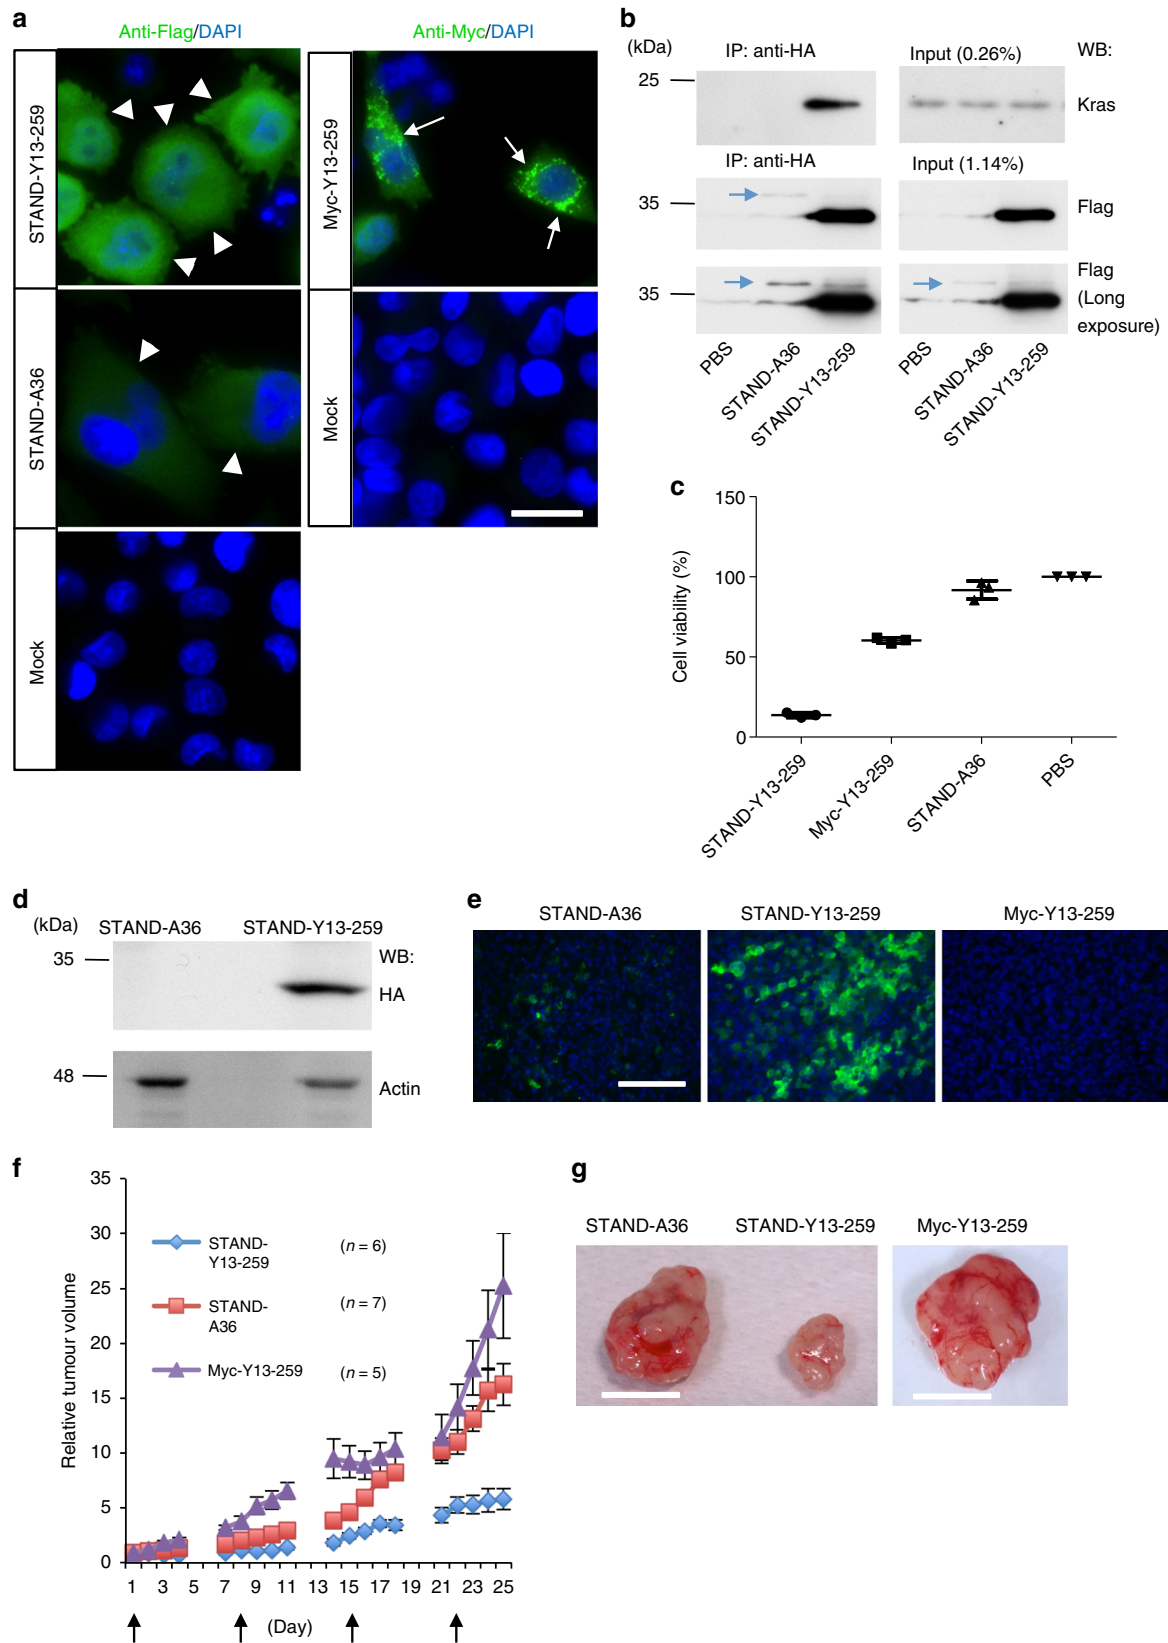 a
Anti-Flag/DAPI
Anti-Myc/DAPI
STAND-Y13-259
Myc-Y13-259
STAND-A36
Mock
Mock
b
(kDa)
IP: anti-HA
Input (0.26%)
WB:
25
Kras
IP: anti-HA
Input (1.14%)
35
Flag
35
Flag
(Long
exposure)
PBS
STAND-A36
STAND-Y13-259
PBS
STAND-A36
STAND-Y13-259
c
Cell viability (%)
150
100
50
0
STAND-Y13-259
Myc-Y13-259
STAND-A36
PBS
d
(kDa)
STAND-A36
STAND-Y13-259
35
WB:
HA
48
Actin
e
STAND-A36
STAND-Y13-259
Myc-Y13-259
f
Relative tumour volume
35
30
25
20
15
10
5
0
STAND-
Y13-259
(n = 6)
STAND-
A36
(n = 7)
Myc-Y13-259
(n = 5)
1 3 5 7 9 11 13 15 17 19 21 23 25
(Day)
g
STAND-A36
STAND-Y13-259
Myc-Y13-259